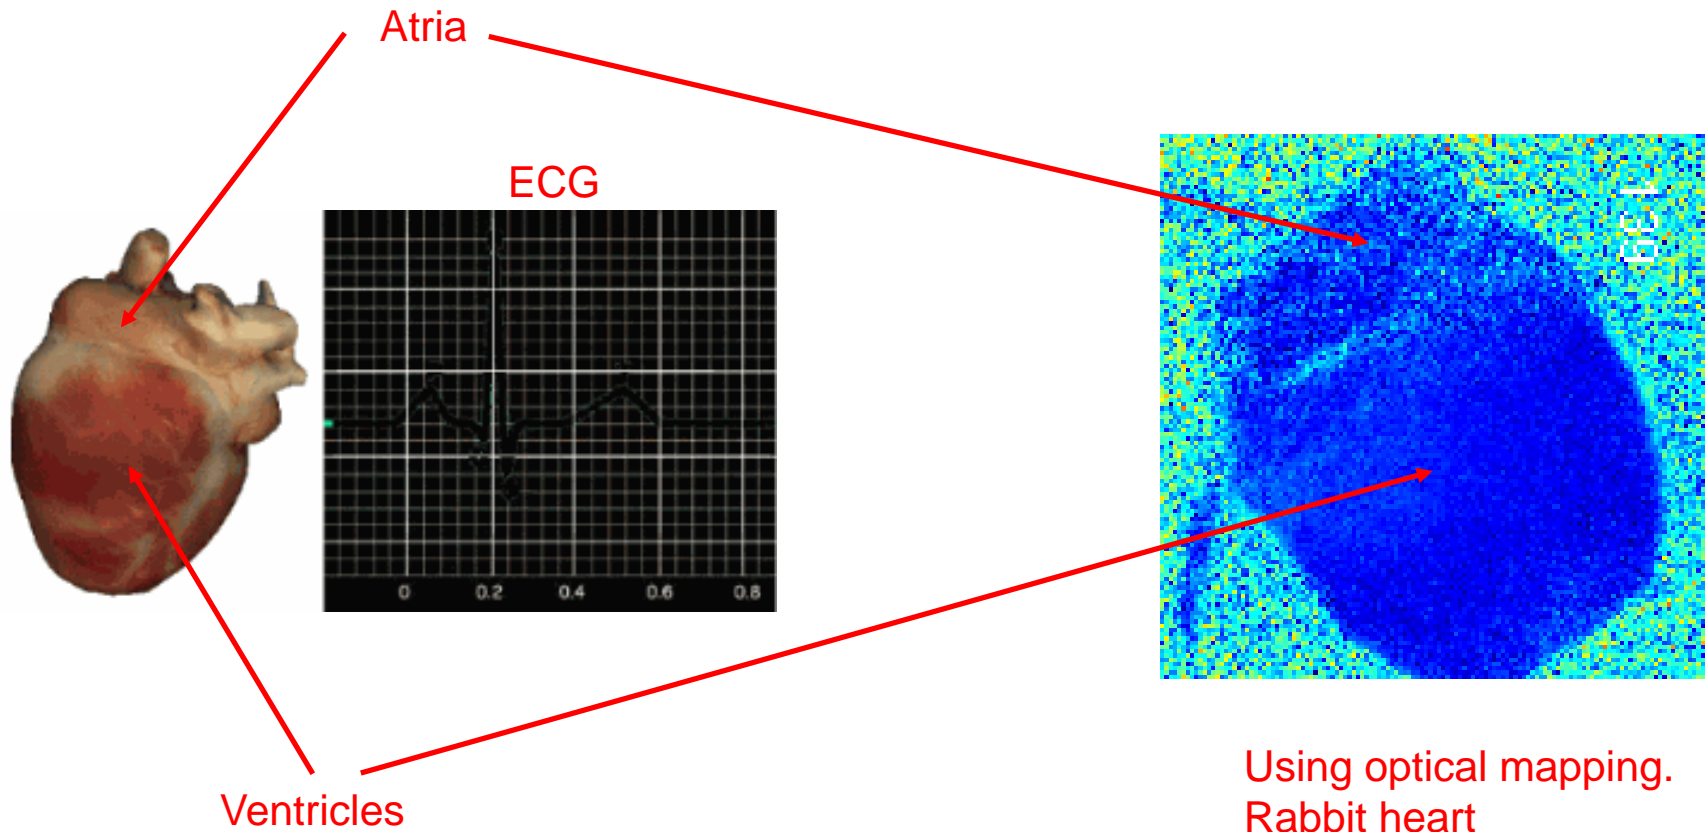 Atria
ECG
0 0.2 0.4 0.6 0.8
Ventricles
Using optical mapping.
Rabbit heart